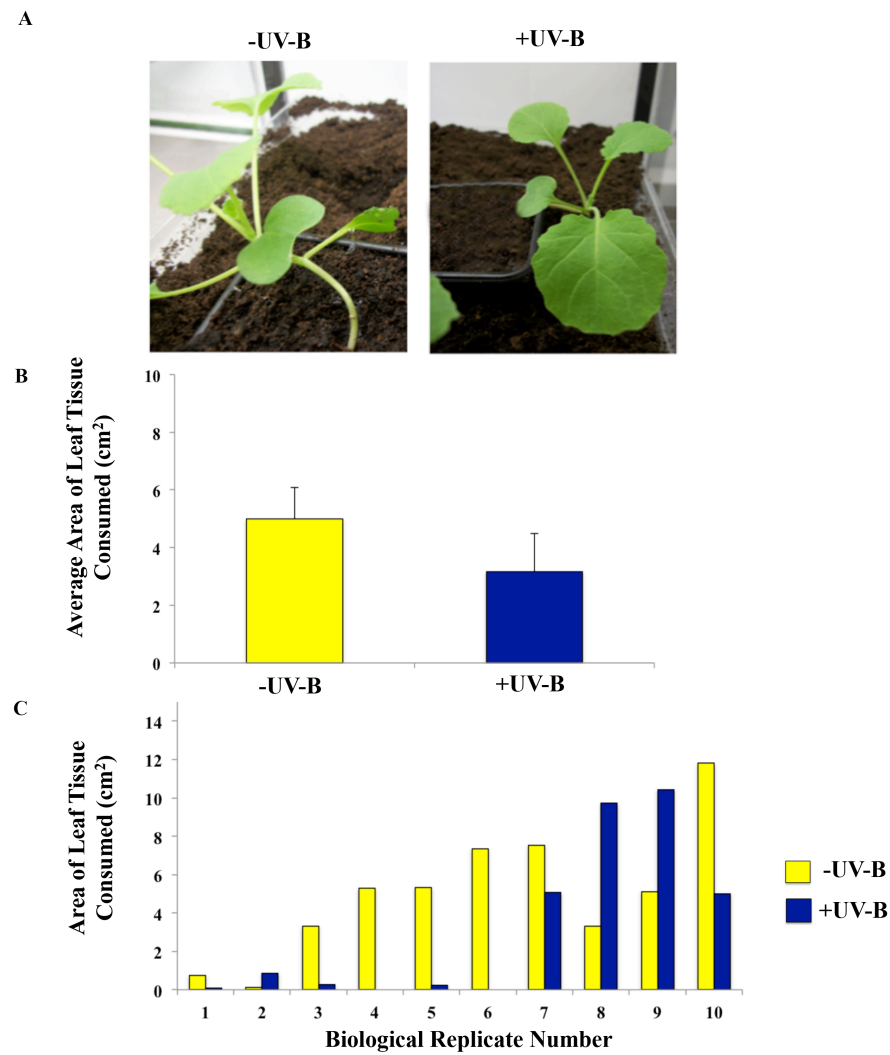 A
-UV-B
+UV-B
B
Average Area of Leaf Tissue
Consumed (cm²)
10
8
6
4
2
0
-UV-B
+UV-B
C
Area of Leaf Tissue
Consumed (cm²)
14
12
10
8
6
4
2
0
1 2 3 4 5 6 7 8 9 10
Biological Replicate Number
-UV-B
+UV-B